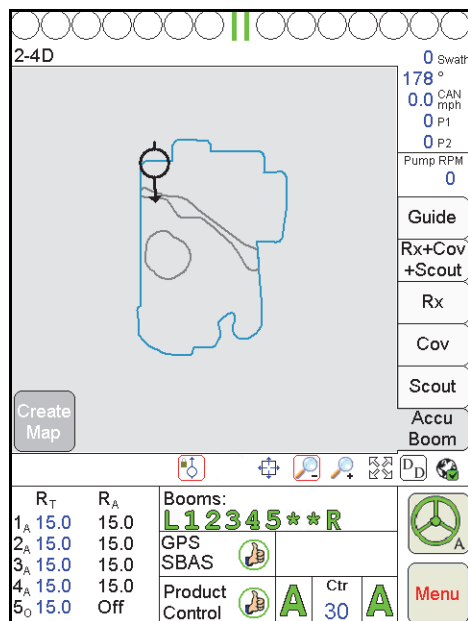 2-4D
0 Swath
178 °
0.0 CAN mph
0 P1
0 P2
Pump RPM
0
Guide
Rx+Cov
+Scout
Rx
Cov
Scout
Accu
Boom
Create
Map
DD
RT RA
1A 15.0 15.0
2A 15.0 15.0
3A 15.0 15.0
4A 15.0 15.0
5O 15.0 Off
Booms:
L12345**R
GPS
SBAS
Product
Control
A
Ctr
30
A
A
Menu